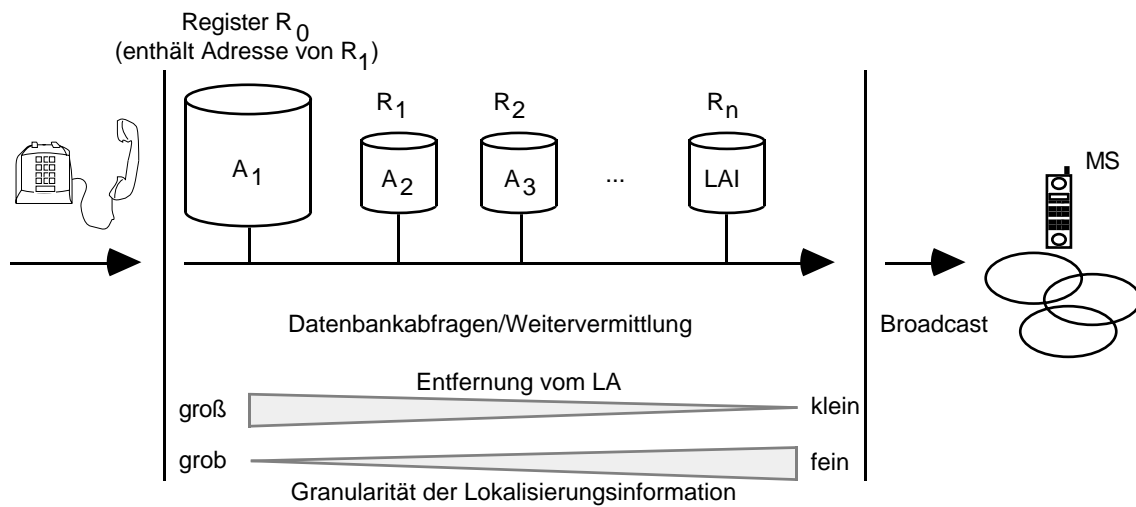 Register R0
(enthält Adresse von R1)
R1
R2
Rn
A1
A2
A3
...
LAI
MS
Datenbankabfragen/Weitervermittlung
Broadcast
Entfernung vom LA
groß
klein
grob
fein
Granularität der Lokalisierungsinformation